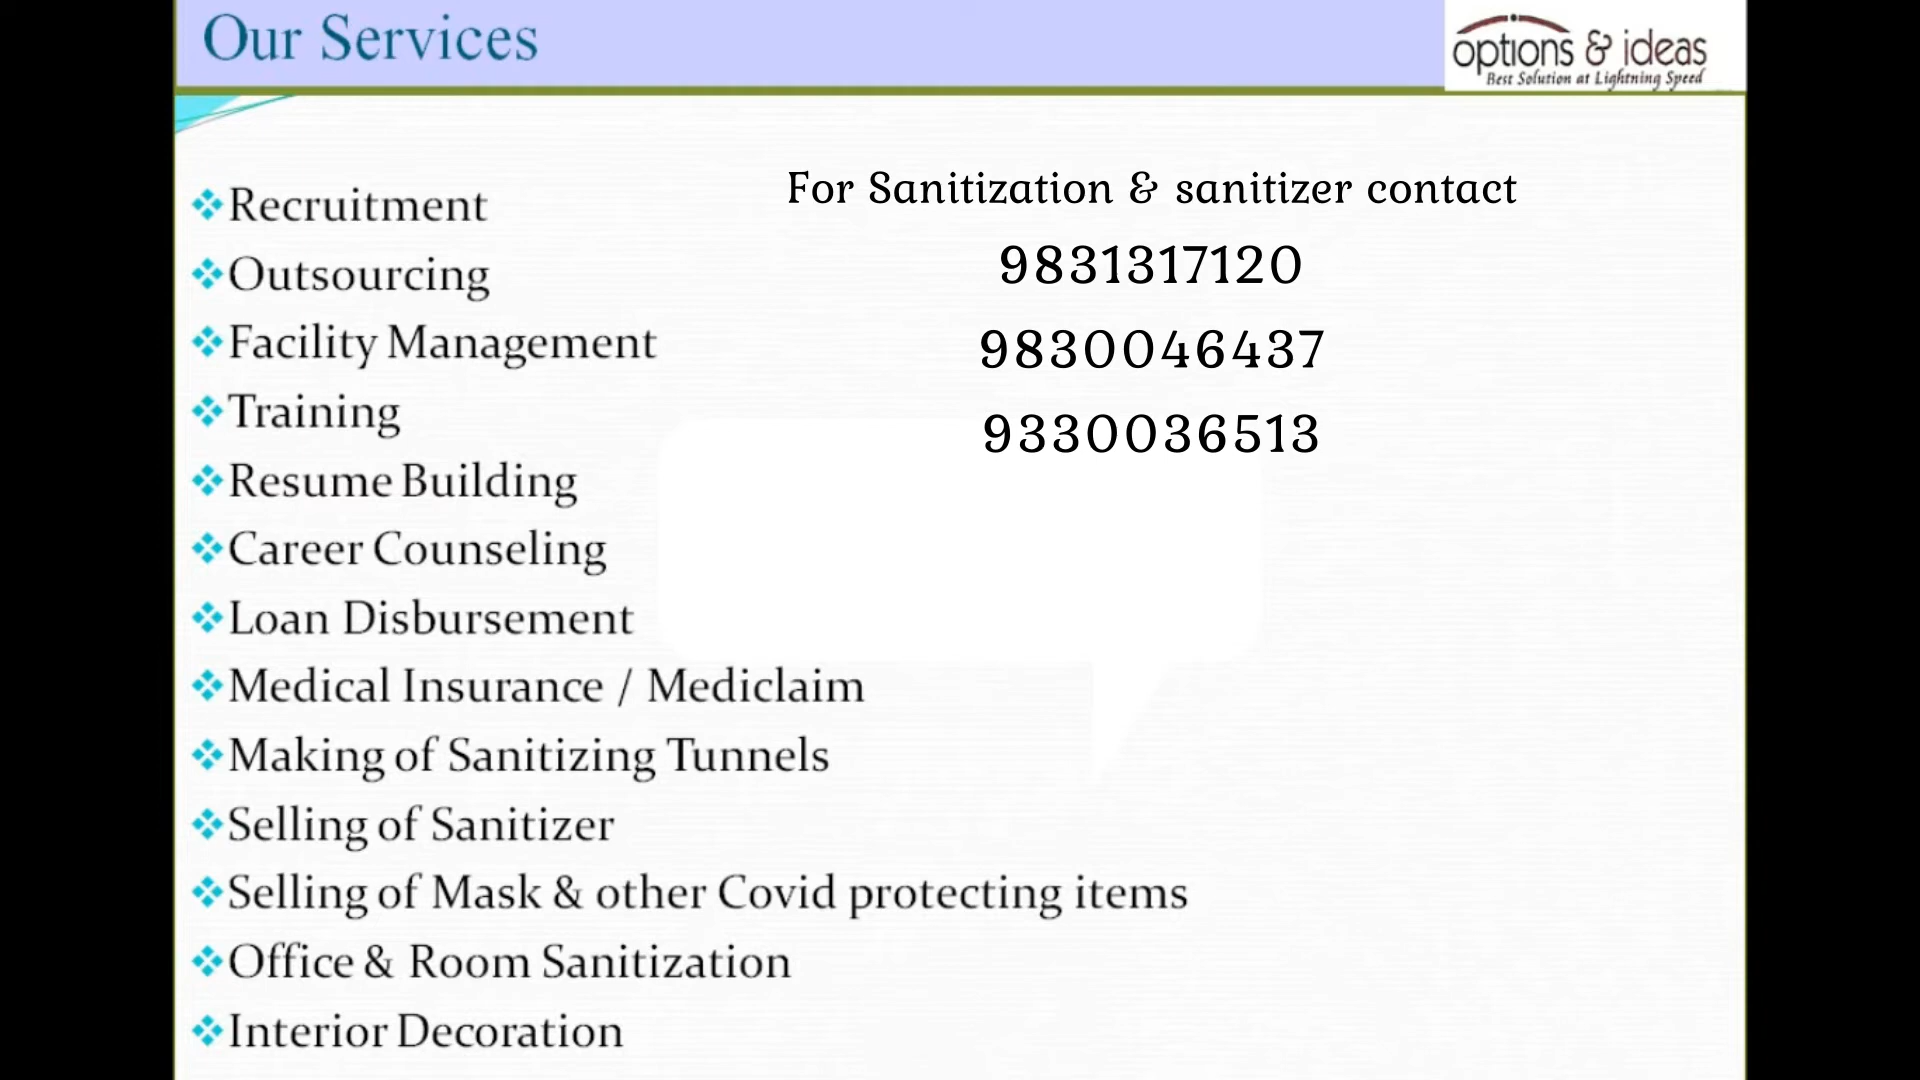 Our Services
options & ideas
Best Solution at Lightning Speed
For Sanitization & sanitizer contact
9831317120
9830046437
9330036513
Recruitment
Outsourcing
Facility Management
Training
Resume Building
Career Counseling
Loan Disbursement
Medical Insurance / Mediclaim
Making of Sanitizing Tunnels
Selling of Sanitizer
Selling of Mask & other Covid protecting items
Office & Room Sanitization
Interior Decoration